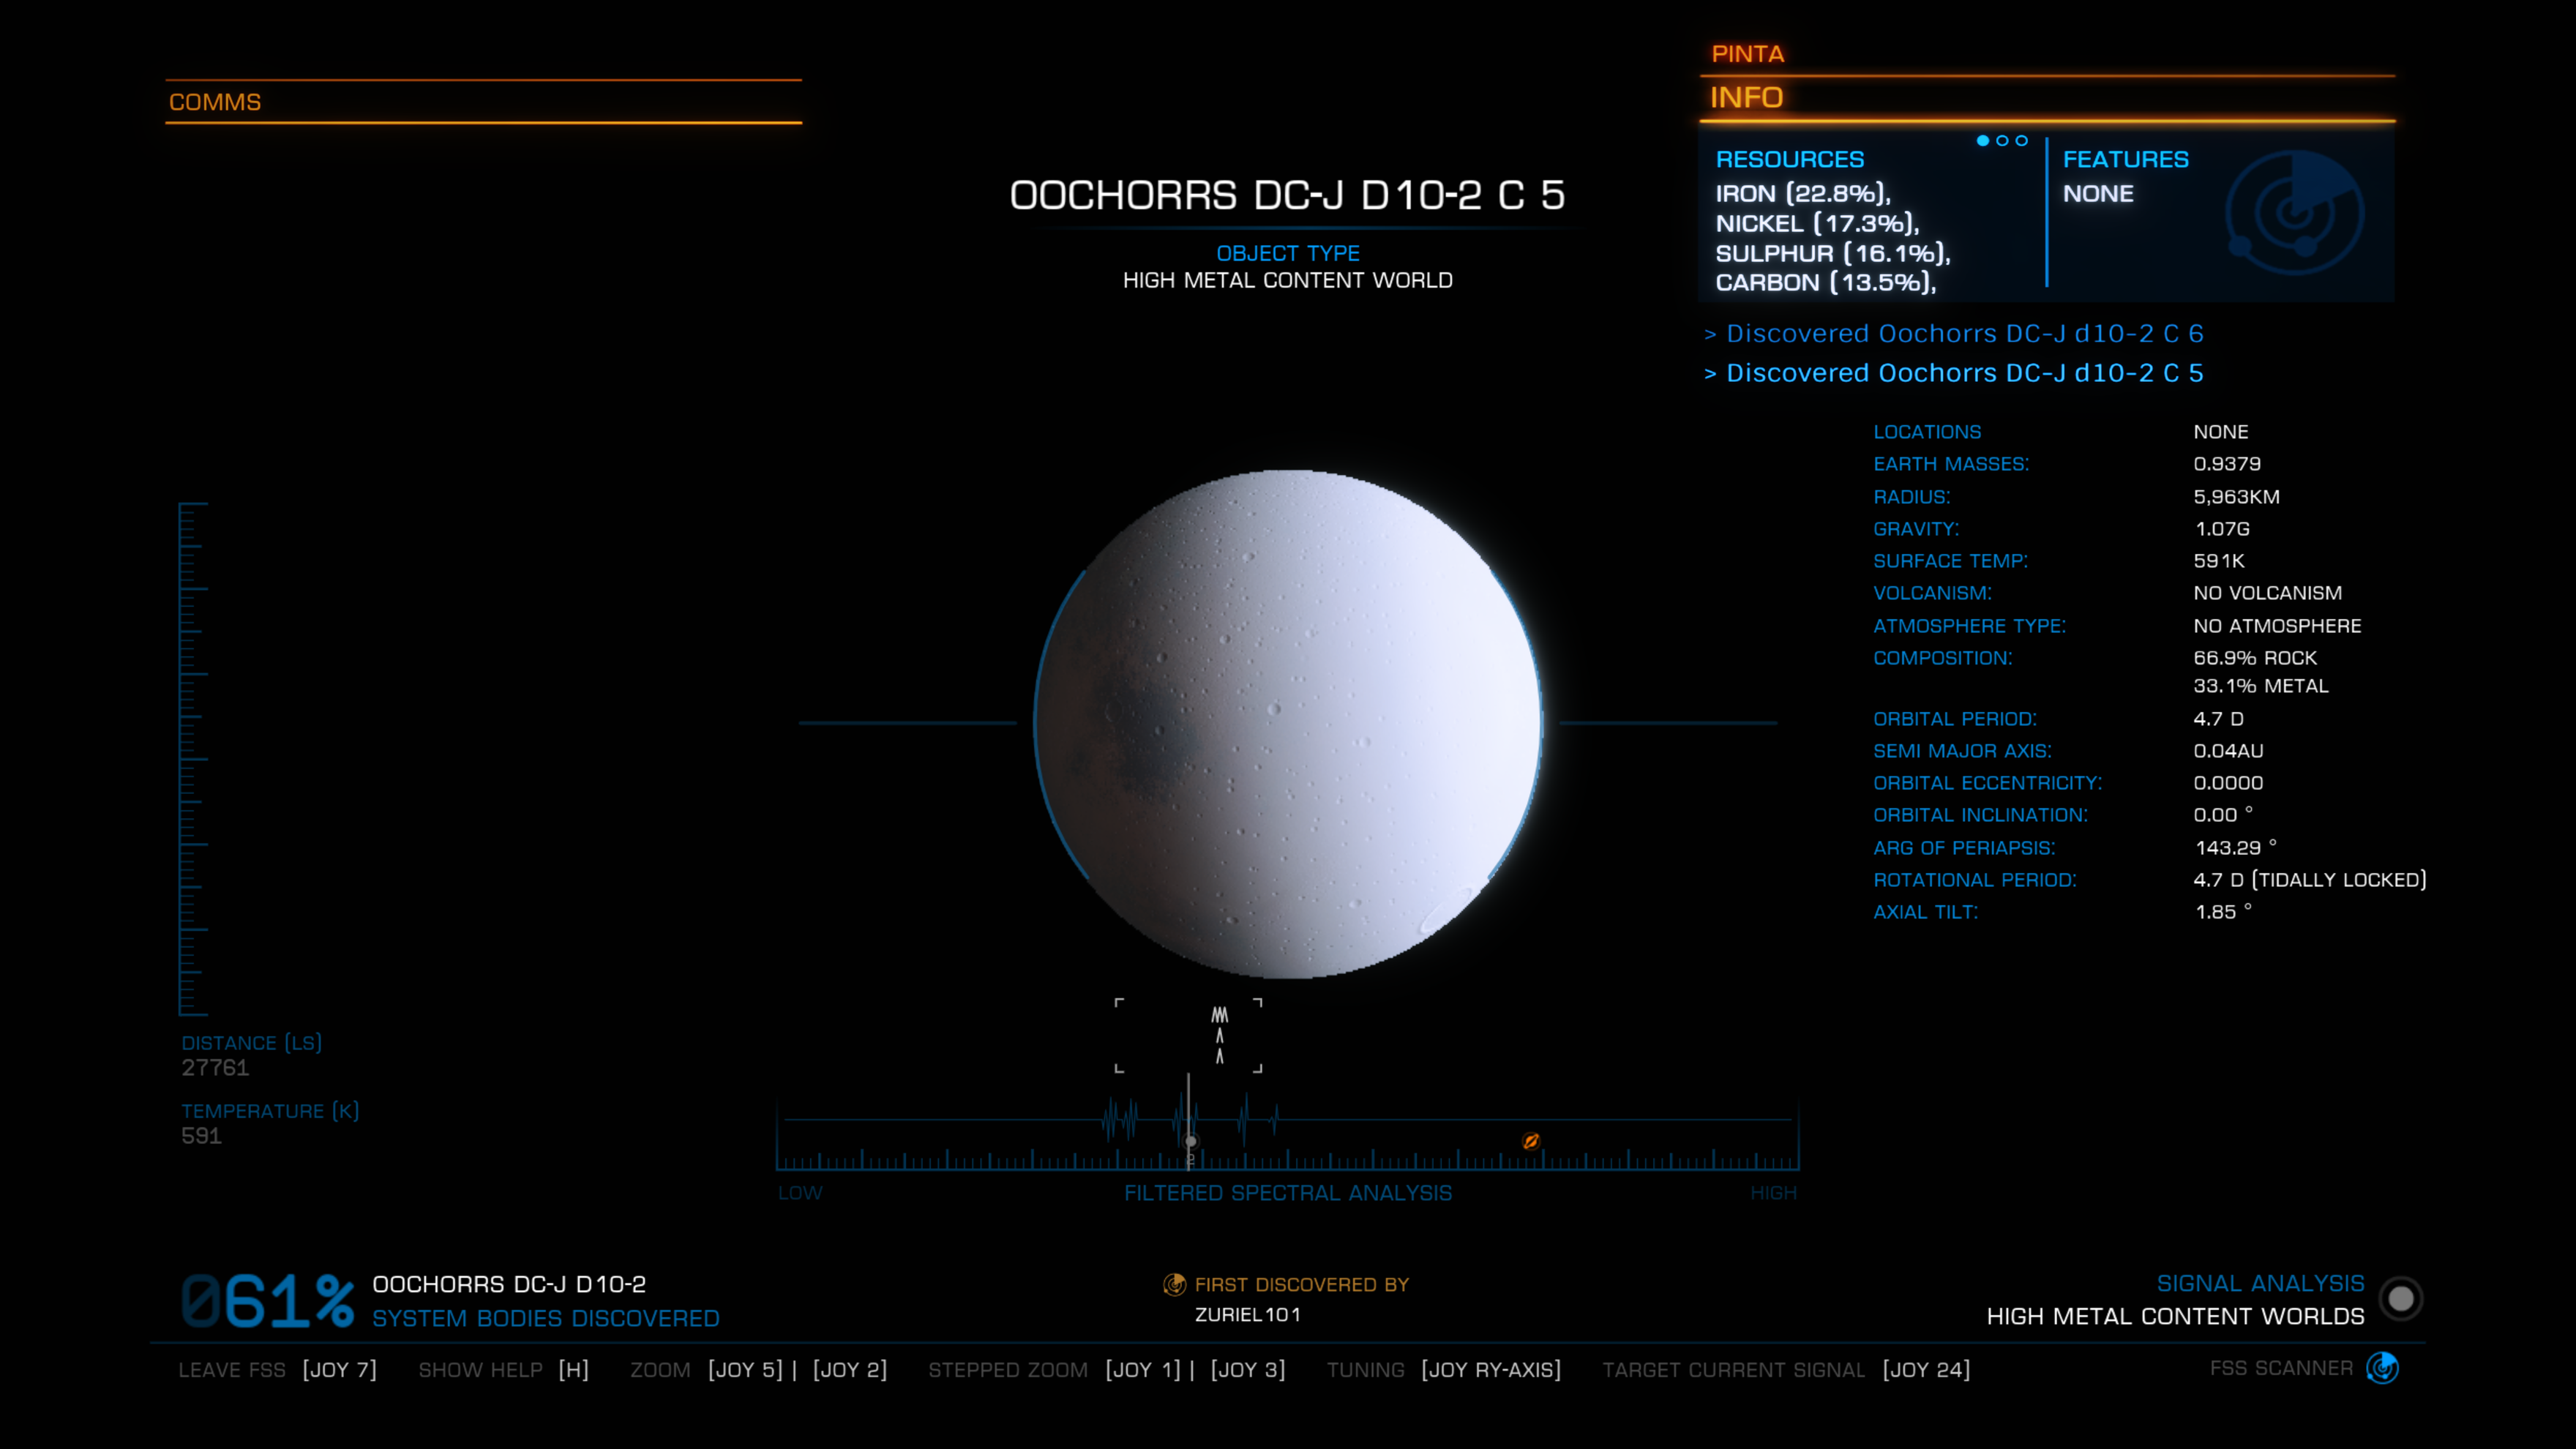 COMMS
PINTA
INFO
RESOURCES
IRON (22.8%),
NICKEL (17.3%),
SULPHUR (16.1%),
CARBON (13.5%),
FEATURES
NONE
OOCHORRS DC-J D10-2 C 5
OBJECT TYPE
HIGH METAL CONTENT WORLD
> Discovered Oochorrs DC-J d10-2 C 6
> Discovered Oochorrs DC-J d10-2 C 5
LOCATIONS NONE
EARTH MASSES: 0.9379
RADIUS: 5,963KM
GRAVITY: 1.07G
SURFACE TEMP: 591K
VOLCANISM: NO VOLCANISM
ATMOSPHERE TYPE: NO ATMOSPHERE
COMPOSITION: 66.9% ROCK
33.1% METAL
ORBITAL PERIOD: 4.7 D
SEMI MAJOR AXIS: 0.04AU
ORBITAL ECCENTRICITY: 0.0000
ORBITAL INCLINATION: 0.00 °
ARG OF PERIAPSIS: 143.29 °
ROTATIONAL PERIOD: 4.7 D (TIDALLY LOCKED)
AXIAL TILT: 1.85 °
DISTANCE (LS)
27761
TEMPERATURE (K)
591
LOW FILTERED SPECTRAL ANALYSIS HIGH
061% OOCHORRS DC-J D10-2
SYSTEM BODIES DISCOVERED
FIRST DISCOVERED BY
ZURIEL101
SIGNAL ANALYSIS
HIGH METAL CONTENT WORLDS
LEAVE FSS [JOY 7] SHOW HELP [H] ZOOM [JOY 5] | [JOY 2] STEPPED ZOOM [JOY 1] | [JOY 3] TUNING [JOY RY-AXIS] TARGET CURRENT SIGNAL [JOY 24] FSS SCANNER